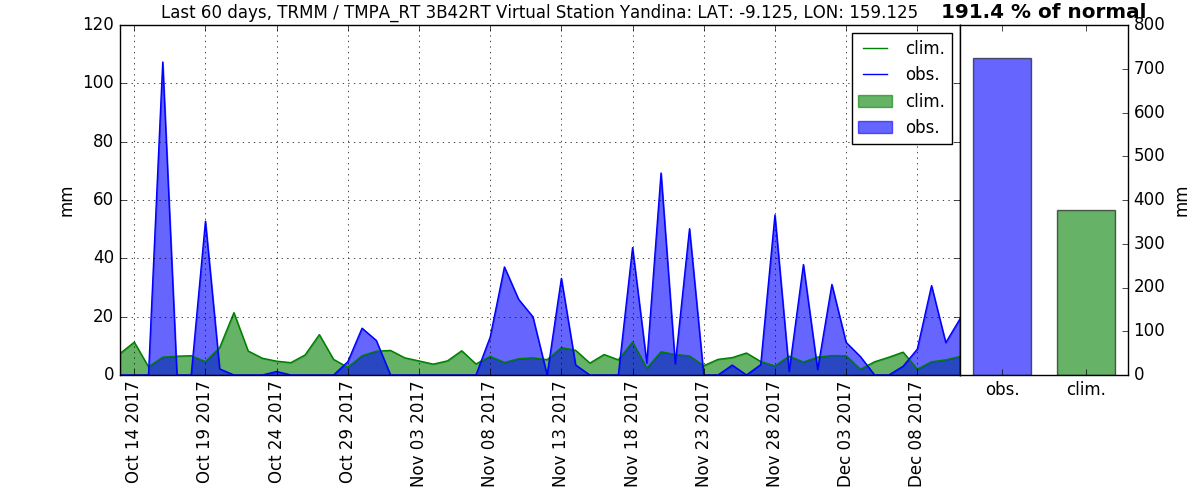 Last 60 days, TRMM / TMPA_RT 3B42RT Virtual Station Yandina: LAT: -9.125, LON: 159.125
191.4 % of normal
120
100
80
60
40
20
0
mm
clim.
obs.
clim.
obs.
Oct 14 2017
Oct 19 2017
Oct 24 2017
Oct 29 2017
Nov 03 2017
Nov 08 2017
Nov 13 2017
Nov 18 2017
Nov 23 2017
Nov 28 2017
Dec 03 2017
Dec 08 2017
800
700
600
500
400
300
200
100
0
mm
obs.
clim.